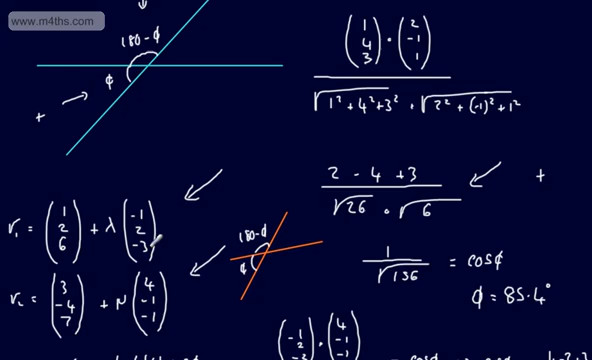 www.m4ths.com
180-ϕ
ϕ
+
(1 4 3) · (2 -1 1)
√1²+4²+3² · √2²+(-1)²+1²
2 - 4 + 3
√26 · √6
+
1
√156
= cosϕ
ϕ = 85.4°
r₁ = (1 2 6) + λ (-1 2 -3)
r₂ = (3 -4 7) + μ (4 -1 -1)
180-ϕ
ϕ
(-1 2 -3) · (4 -1 -1)